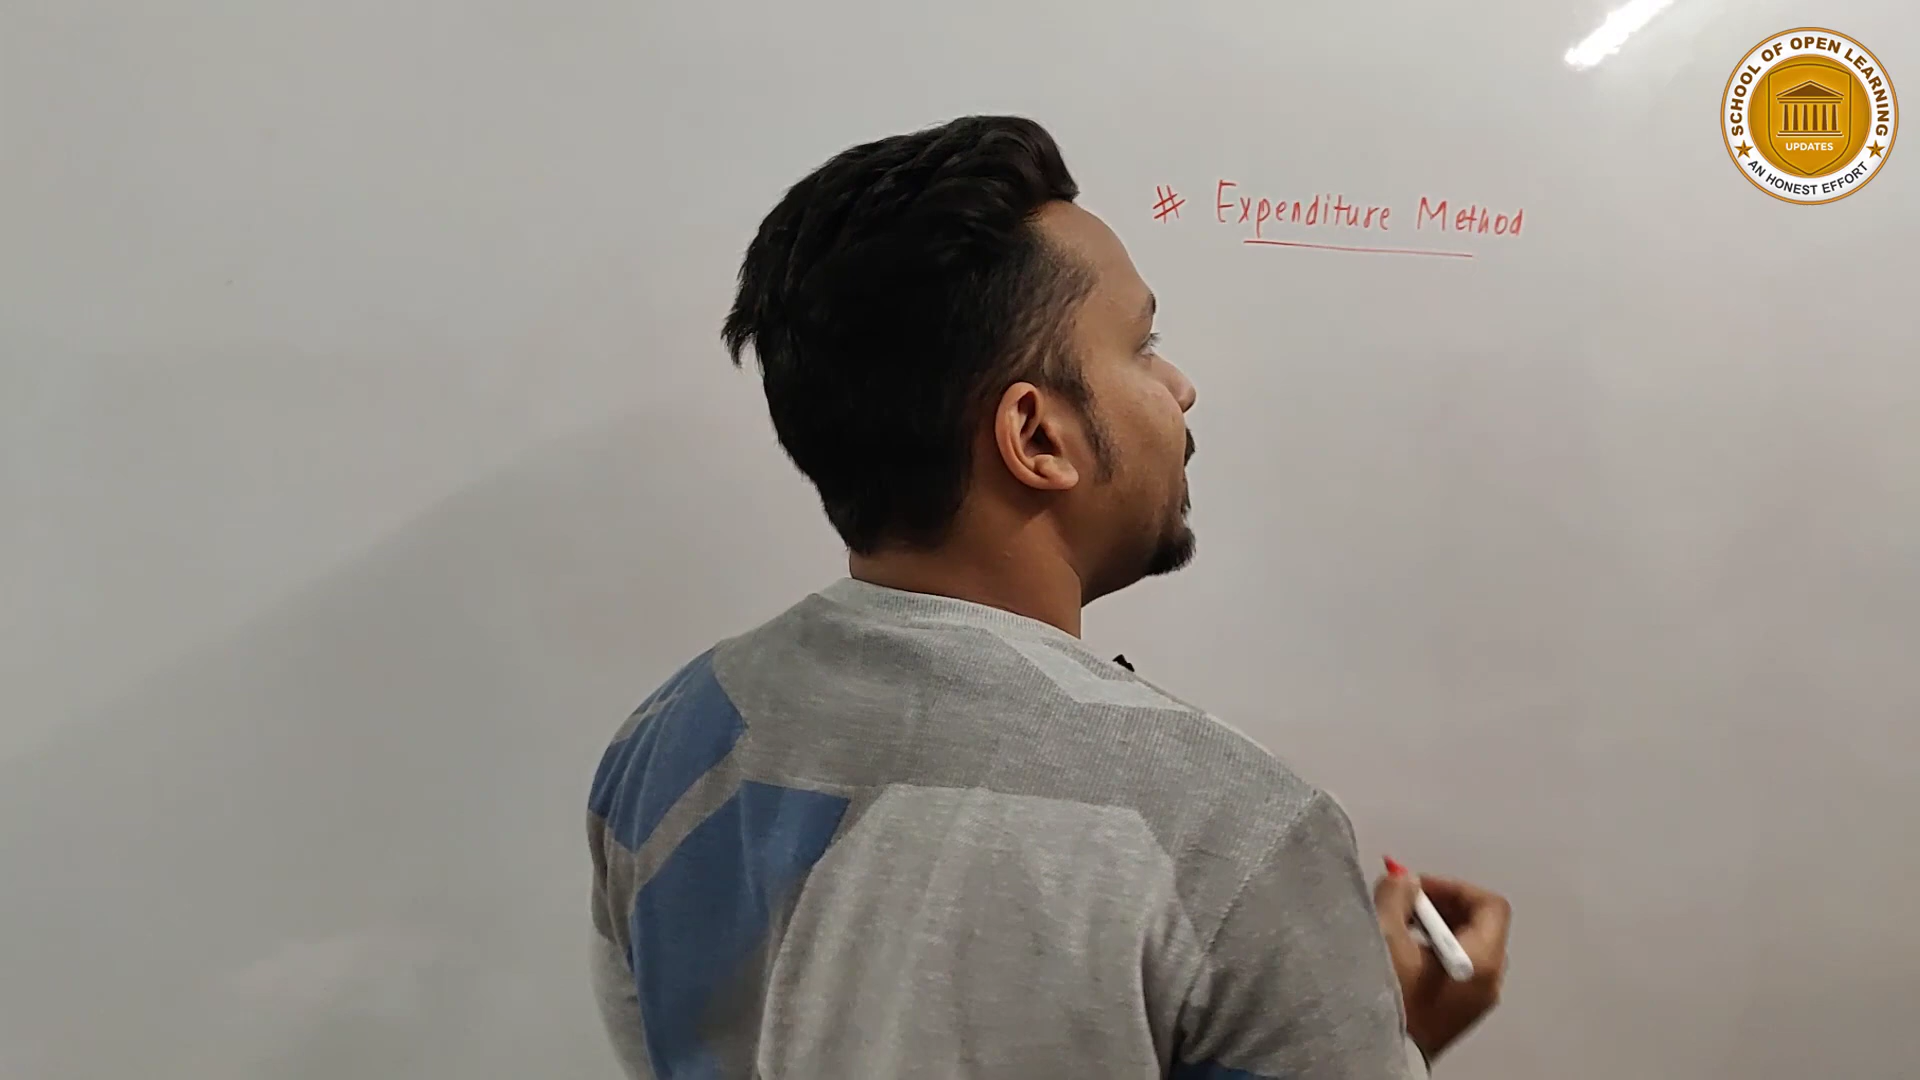 # Expenditure Method
SCHOOL OF OPEN LEARNING
UPDATES
AN HONEST EFFORT